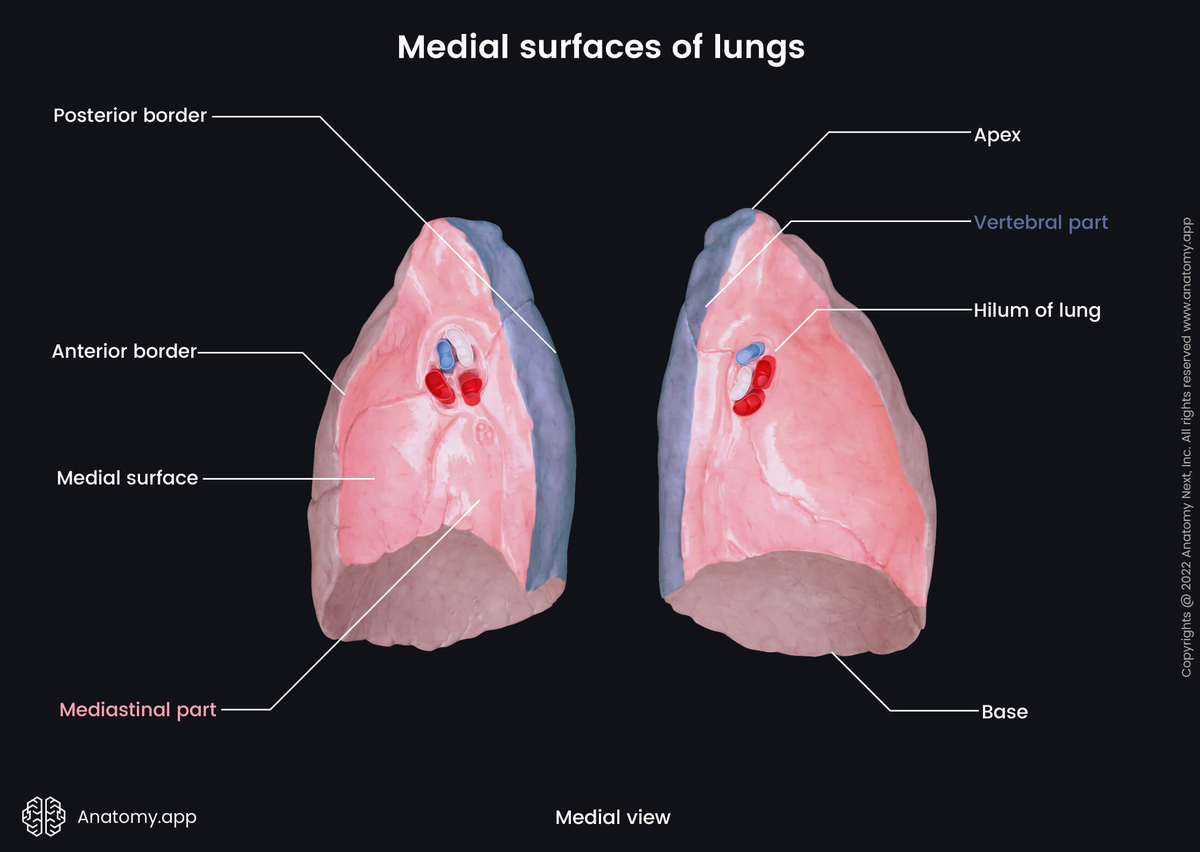 Medial surfaces of lungs
Posterior border
Apex
Vertebral part
Hilum of lung
Anterior border
Medial surface
Mediastinal part
Base
Anatomy.app
Medial view
Copyrights @ 2022 Anatomy Next, Inc. All rights reserved www.anatomy.app